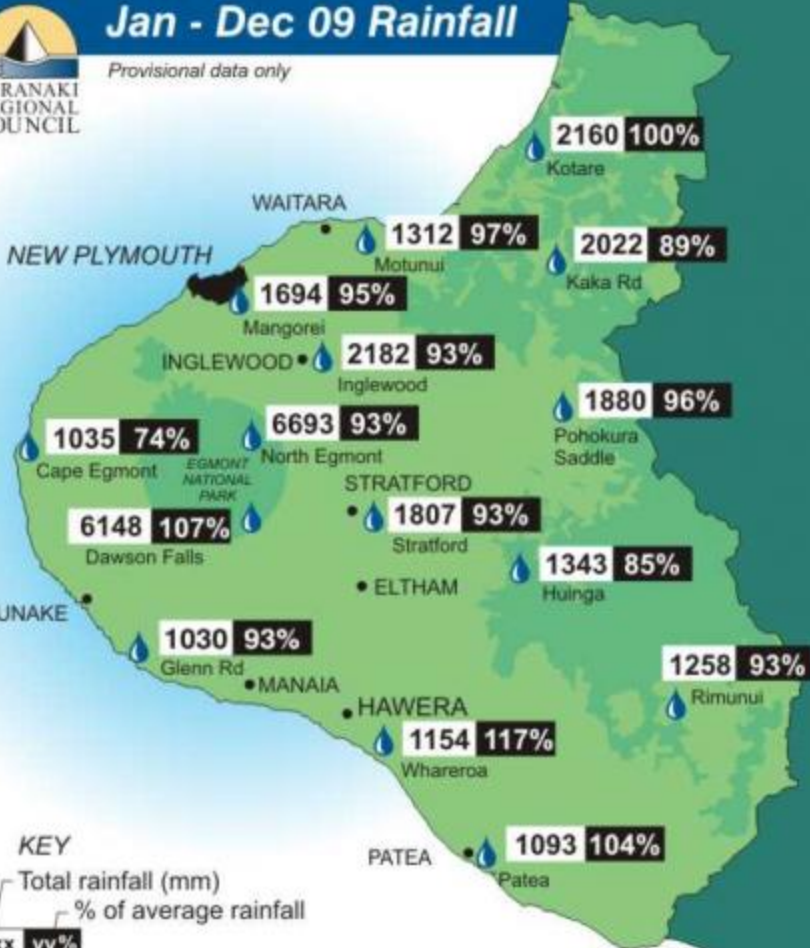 Jan - Dec 09 Rainfall
Provisional data only
RANAKI
GIONAL
OUNCIL
2160 100%
Kotare
WAITARA
1312 97%
Motunui
2022 89%
Kaka Rd
NEW PLYMOUTH
1694 95%
Mangorei
INGLEWOOD
2182 93%
Inglewood
1880 96%
Pohokura
Saddle
1035 74%
Cape Egmont
6693 93%
North Egmont
EGMONT
NATIONAL
PARK
STRATFORD
1807 93%
Stratford
6148 107%
Dawson Falls
1343 85%
Huinga
ELTHAM
UNAKE
1030 93%
Glenn Rd
1258 93%
Rimunui
MANAIA
HAWERA
1154 117%
Whareroa
PATEA
1093 104%
Patea
KEY
Total rainfall (mm)
% of average rainfall
xx yy%